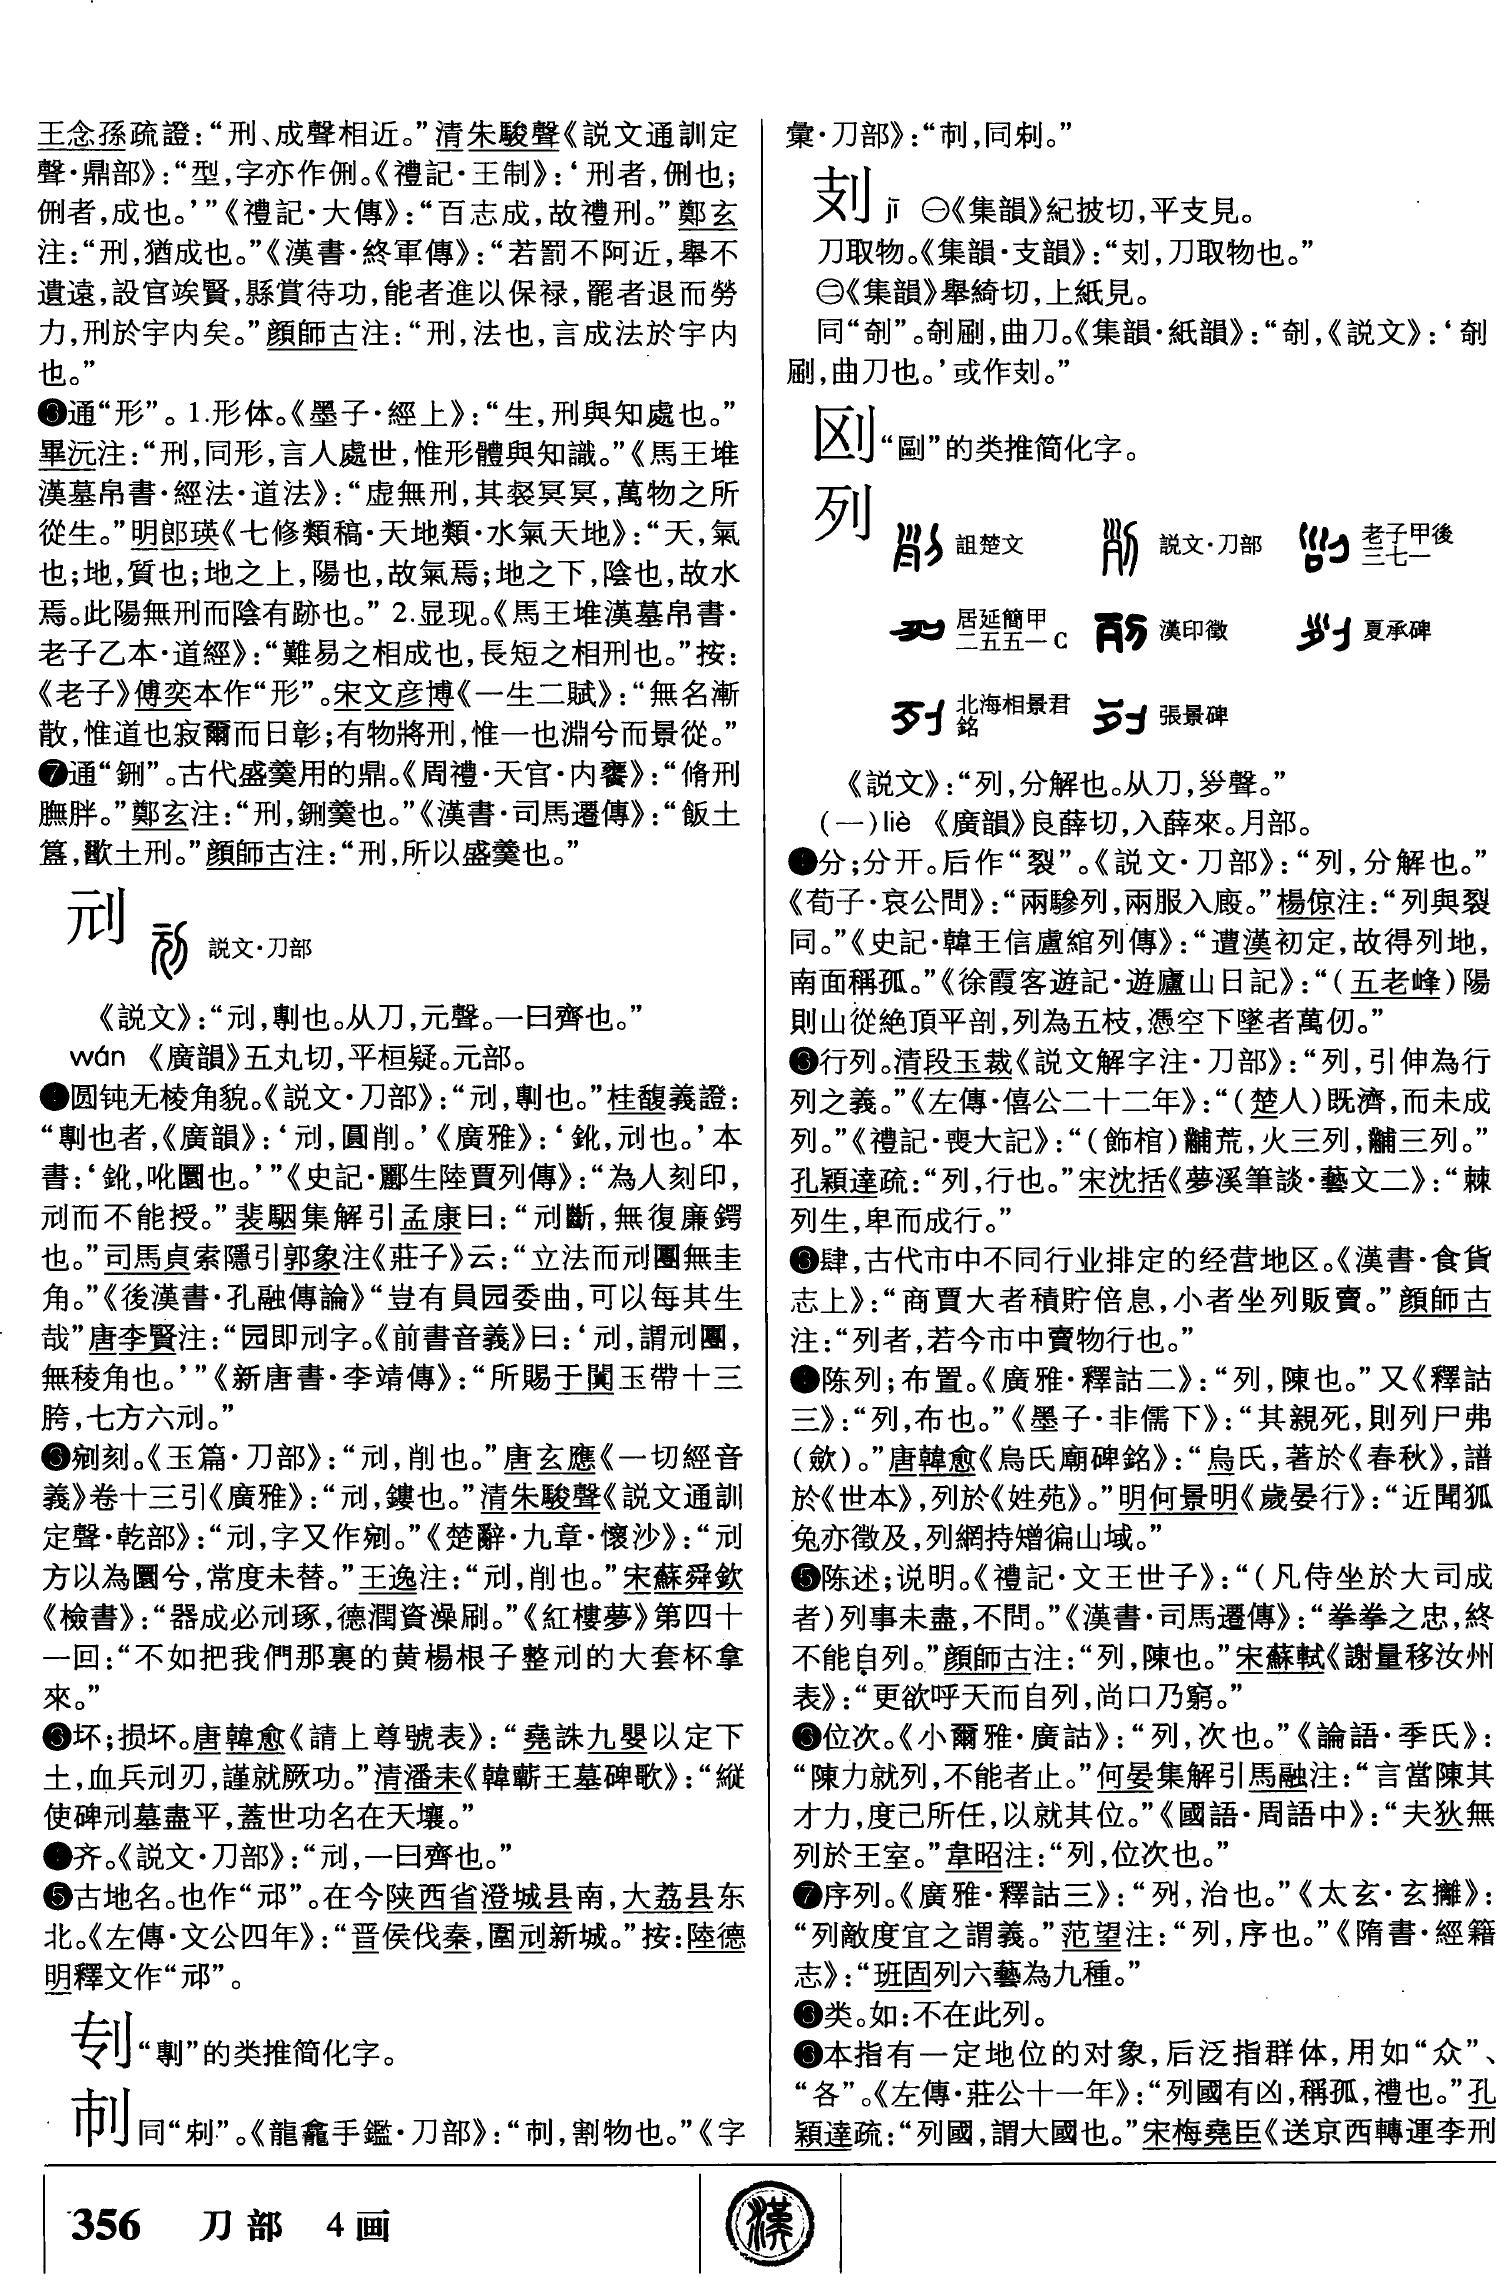 王念孫疏證：“刑、成聲相近。”清朱駿聲《説文通訓定
聲·鼎部》：“型，字亦作侀。《禮記·王制》：‘刑者，侀也；
侀者，成也。’”《禮記·大傳》：“百志成，故禮刑。”鄭玄
注：“刑，猶成也。”《漢書·終軍傳》：“若罰不阿近，舉不
遺遠，設官竢賢，縣賞待功，能者進以保禄，罷者退而勞
力，刑於宇内矣。”顔師古注：“刑，法也，言成法於宇内
也。”
❻通“形”。1.形体。《墨子·經上》：“生，刑與知處也。”
畢沅注：“刑，同形，言人處世，惟形體與知識。”《馬王堆
漢墓帛書·經法·道法》：“虚無刑，其裻冥冥，萬物之所
從生。”明郎瑛《七修類稿·天地類·水氣天地》：“天，氣
也；地，質也；地之上，陽也，故氣焉；地之下，陰也，故水
焉。此陽無刑而陰有跡也。”2.显现。《馬王堆漢墓帛書·
老子乙本·道經》：“難易之相成也，長短之相刑也。”按：
《老子》傅奕本作“形”。宋文彦博《一生二賦》：“無名漸
散，惟道也寂爾而日彰；有物將刑，惟一也淵兮而景從。”
❼通“鉶”。古代盛羹用的鼎。《周禮·天官·内饔》：“脩刑
膴胖。”鄭玄注：“刑，鉶羹也。”《漢書·司馬遷傳》：“飯土
簋，歠土刑。”顔師古注：“刑，所以盛羹也。”
刓 説文·刀部
《説文》：“刓，剸也。从刀，元聲。一曰齊也。”
wán 《廣韻》五丸切，平桓疑。元部。
❶圆钝无棱角貌。《説文·刀部》：“刓，剸也。”桂馥義證：
“剸也者，《廣韻》：‘刓，圓削。’《廣雅》：‘鈋，刓也。’本
書：‘鈋，吪圜也。’”《史記·酈生陸賈列傳》：“為人刻印，
刓而不能授。”裴駰集解引孟康曰：“刓斷，無復廉鍔
也。”司馬貞索隱引郭象注《莊子》云：“立法而刓團無圭
角。”《後漢書·孔融傳論》“豈有員园委曲，可以每其生
哉”唐李賢注：“园即刓字。《前書音義》曰：‘刓，謂刓團，
無稜角也。’”《新唐書·李靖傳》：“所賜于闐玉帶十三
胯，七方六刓。”
❷剜刻。《玉篇·刀部》：“刓，削也。”唐玄應《一切經音
義》卷十三引《廣雅》：“刓，鏤也。”清朱駿聲《説文通訓
定聲·乾部》：“刓，字又作剜。”《楚辭·九章·懷沙》：“刓
方以為圜兮，常度未替。”王逸注：“刓，削也。”宋蘇舜欽
《檢書》：“器成必刓琢，德潤資澡刷。”《紅樓夢》第四十
一回：“不如把我們那裏的黄楊根子整刓的大套杯拿
來。”
❸坏；损坏。唐韓愈《請上尊號表》：“堯誅九嬰以定下
土，血兵刓刃，謹就厥功。”清潘耒《韓蘄王墓碑歌》：“縱
使碑刓墓盡平，蓋世功名在天壤。”
❹齐。《説文·刀部》：“刓，一曰齊也。”
❺古地名。也作“邧”。在今陕西省澄城县南，大荔县东
北。《左傳·文公四年》：“晋侯伐秦，圍刓新城。”按：陸德
明釋文作“邧”。
“剸”的类推简化字。
刜同“刾”。《龍龕手鑑·刀部》：“ ，割物也。”《字
彙·刀部》：“ ，同刾。”
刏 jī ㊀《集韻》紀披切，平支見。
刀取物。《集韻·支韻》：“ ，刀取物也。”
㊁《集韻》舉綺切，上紙見。
同“剞”。剞劂，曲刀。《集韻·紙韻》：“剞，《説文》：‘剞
劂，曲刀也。’或作 。”
“剾”的类推简化字。
列 詛楚文 説文·刀部 老子甲後三七一
居延簡甲二五五一C 漢印徵 夏承碑
北海相景君銘 張景碑
《説文》：“列，分解也。从刀，𡿪聲。”
（一）liè 《廣韻》良薛切，入薛來。月部。
❶分；分开。后作“裂”。《説文·刀部》：“列，分解也。”
《荀子·哀公問》：“兩驂列，兩服入廄。”楊倞注：“列與裂
同。”《史記·韓王信盧綰列傳》：“遭漢初定，故得列地，
南面稱孤。”《徐霞客遊記·遊廬山日記》：“（五老峰）陽
則山從絶頂平剖，列為五枝，憑空下墜者萬仞。”
❷行列。清段玉裁《説文解字注·刀部》：“列，引伸為行
列之義。”《左傳·僖公二十二年》：“（楚人）既濟，而未成
列。”《禮記·喪大記》：“（飾棺）黼荒，火三列，黼三列。”
孔穎達疏：“列，行也。”宋沈括《夢溪筆談·藝文二》：“棘
列生，卑而成行。”
❸肆，古代市中不同行业排定的经营地区。《漢書·食貨
志上》：“商賈大者積貯倍息，小者坐列販賣。”顔師古
注：“列者，若今市中賣物行也。”
❹陈列；布置。《廣雅·釋詁二》：“列，陳也。”又《釋詁
三》：“列，布也。”《墨子·非儒下》：“其親死，則列尸弗
（斂）。”唐韓愈《烏氏廟碑銘》：“烏氏，著於《春秋》，譜
於《世本》，列於《姓苑》。”明何景明《歲晏行》：“近聞狐
兔亦徵及，列網持矰徧山域。”
❺陈述；说明。《禮記·文王世子》：“（凡侍坐於大司成
者）列事未盡，不問。”《漢書·司馬遷傳》：“拳拳之忠，終
不能自列。”顔師古注：“列，陳也。”宋蘇軾《謝量移汝州
表》：“更欲呼天而自列，尚口乃窮。”
❻位次。《小爾雅·廣詁》：“列，次也。”《論語·季氏》：
“陳力就列，不能者止。”何晏集解引馬融注：“言當陳其
才力，度己所任，以就其位。”《國語·周語中》：“夫狄無
列於王室。”韋昭注：“列，位次也。”
❼序列。《廣雅·釋詁三》：“列，治也。”《太玄·玄攡》：
“列敵度宜之謂義。”范望注：“列，序也。”《隋書·經籍
志》：“班固列六藝為九種。”
❽类。如：不在此列。
❾本指有一定地位的对象，后泛指群体，用如“众”、
“各”。《左傳·莊公十一年》：“列國有凶，稱孤，禮也。”孔
穎達疏：“列國，謂大國也。”宋梅堯臣《送京西轉運李刑
356 刀部 4画
漢